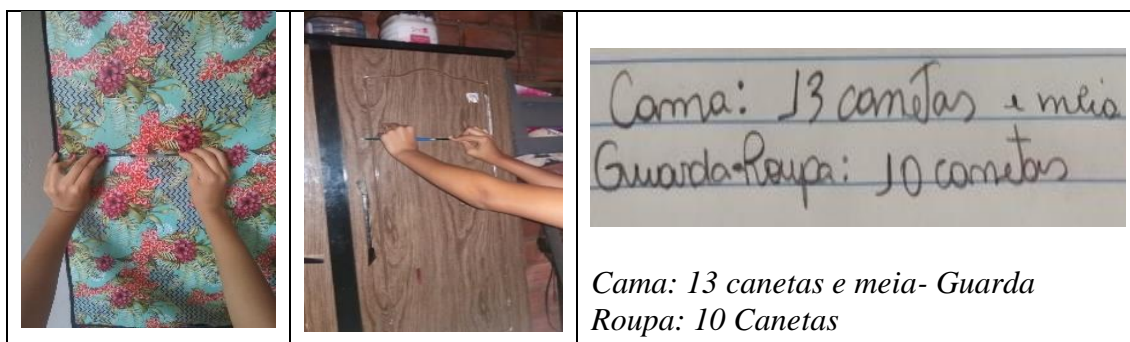 Cama: 13 canetas e meia
Guarda-Roupa: 10 canetas
Cama: 13 canetas e meia- Guarda
Roupa: 10 Canetas